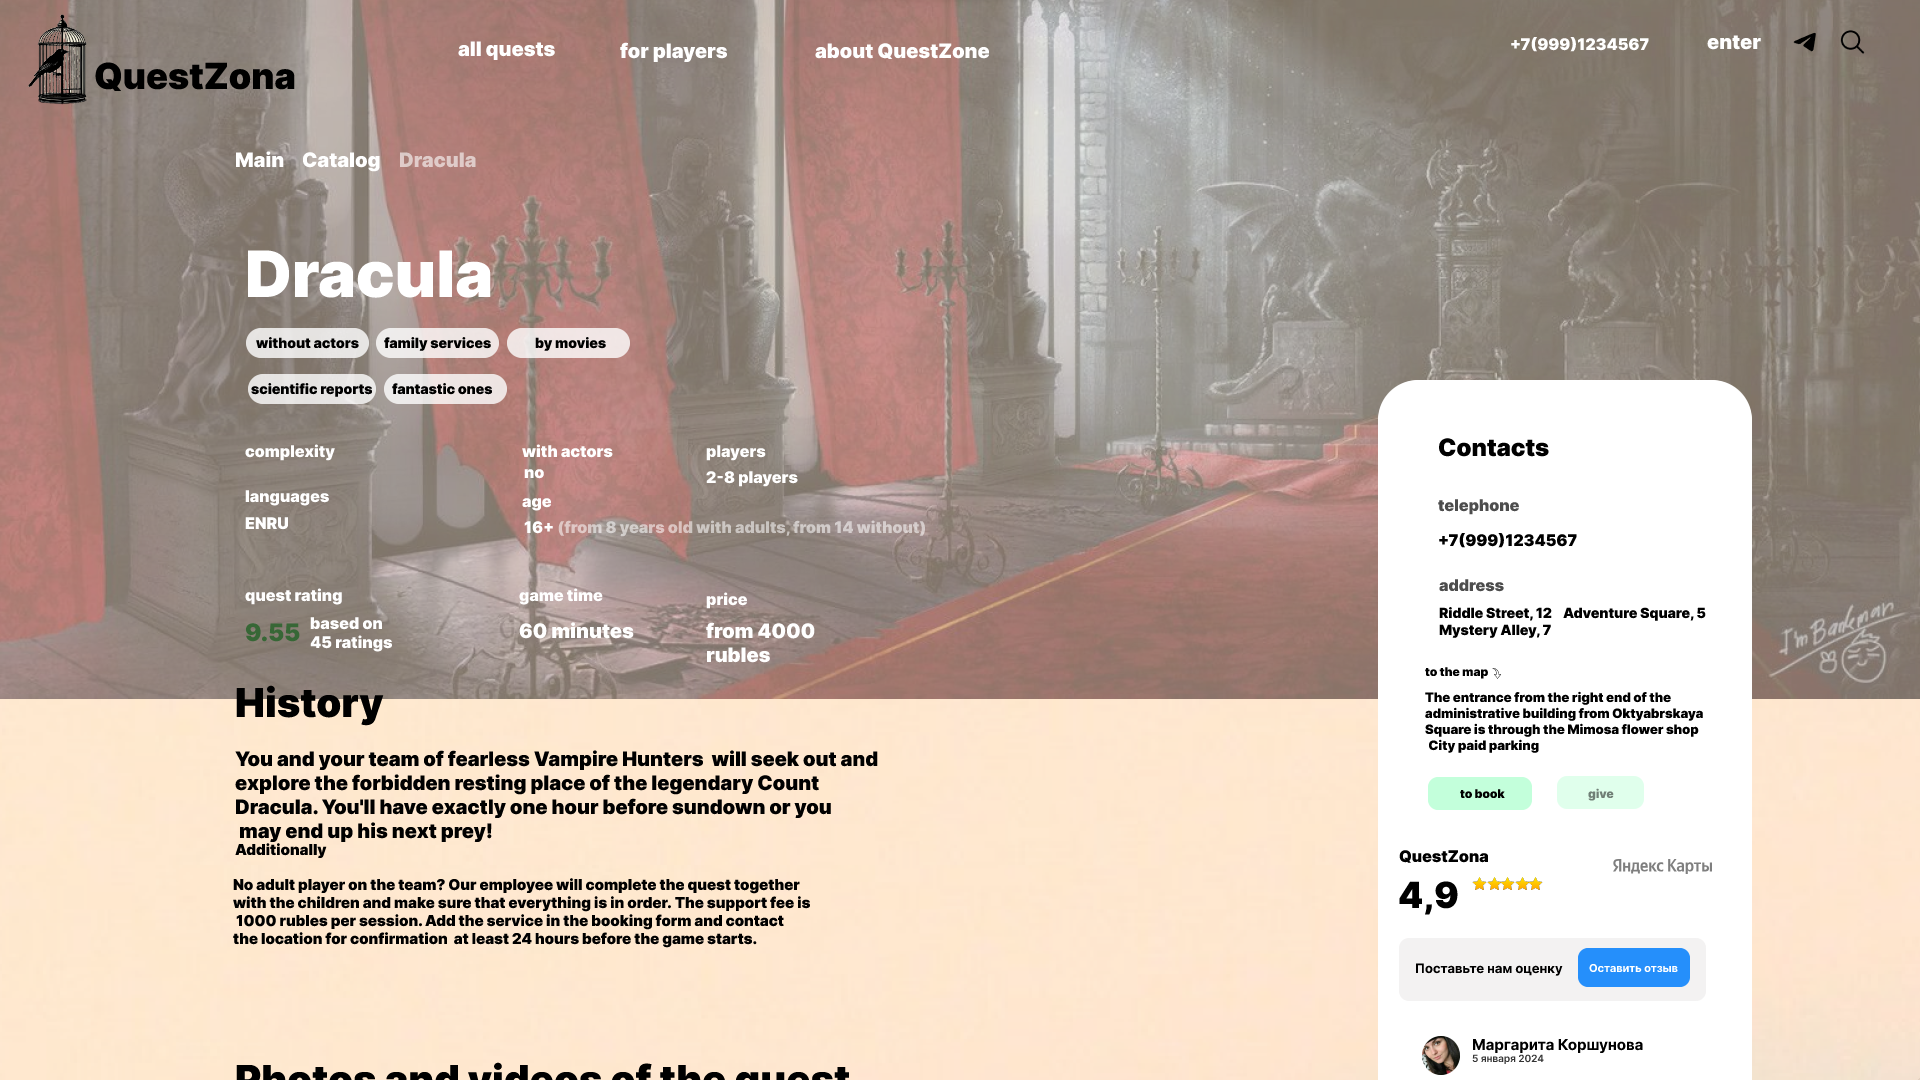 QuestZona
all quests
for players
about QuestZone
+7(999)1234567
enter
Main Catalog Dracula
Dracula
without actors
family services
by movies
scientific reports
fantastic ones
complexity
with actors
no
players
2-8 players
languages
ENRU
age
16+ (from 8 years old with adults, from 14 without)
quest rating
9.55
based on
45 ratings
game time
60 minutes
price
from 4000
rubles
I'm Barkman
History
You and your team of fearless Vampire Hunters will seek out and
explore the forbidden resting place of the legendary Count
Dracula. You'll have exactly one hour before sundown or you
may end up his next prey!
Additionally
No adult player on the team? Our employee will complete the quest together
with the children and make sure that everything is in order. The support fee is
1000 rubles per session. Add the service in the booking form and contact
the location for confirmation at least 24 hours before the game starts.
Photos and videos of the quest
Contacts
telephone
+7(999)1234567
address
Riddle Street, 12 Adventure Square, 5
Mystery Alley, 7
to the map
The entrance from the right end of the
administrative building from Oktyabrskaya
Square is through the Mimosa flower shop
City paid parking
to book
give
QuestZona
4,9
Яндекс Карты
Поставьте нам оценку
Оставить отзыв
Маргарита Коршунова
5 января 2024